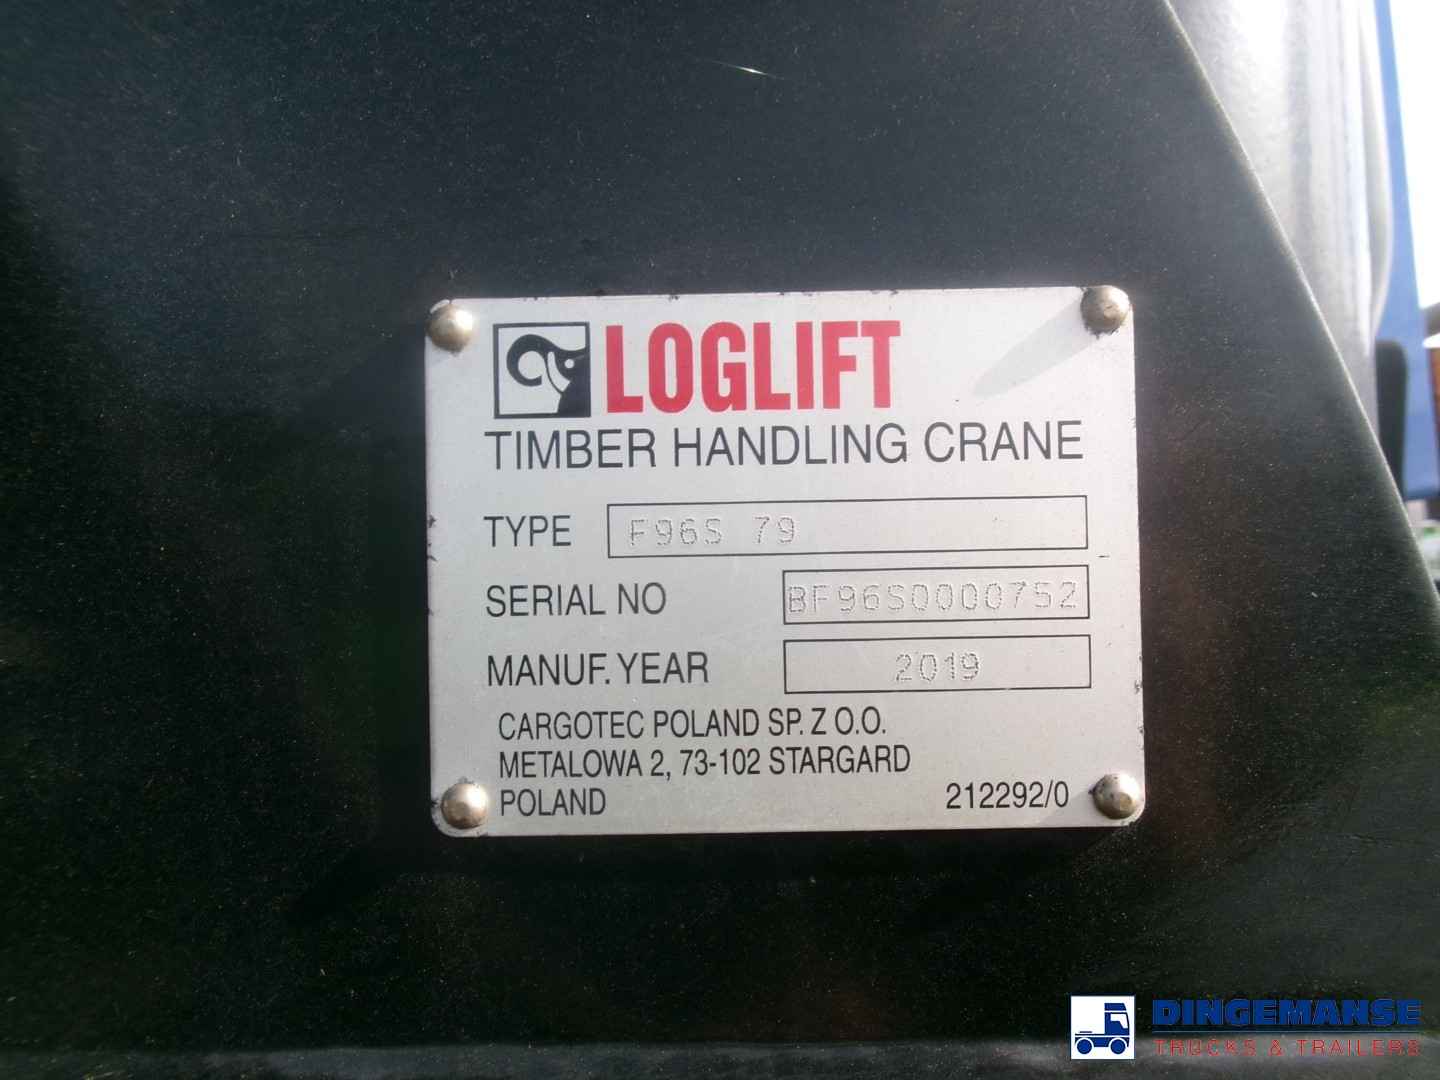 LOGLIFT
TIMBER HANDLING CRANE
TYPE F96S 79
SERIAL NO BF96S0000752
MANUF. YEAR 2019
CARGOTEC POLAND SP. Z O.O.
METALOWA 2, 73-102 STARGARD
POLAND 212292/0
DINGEMANSE
TRUCKS & TRAILERS